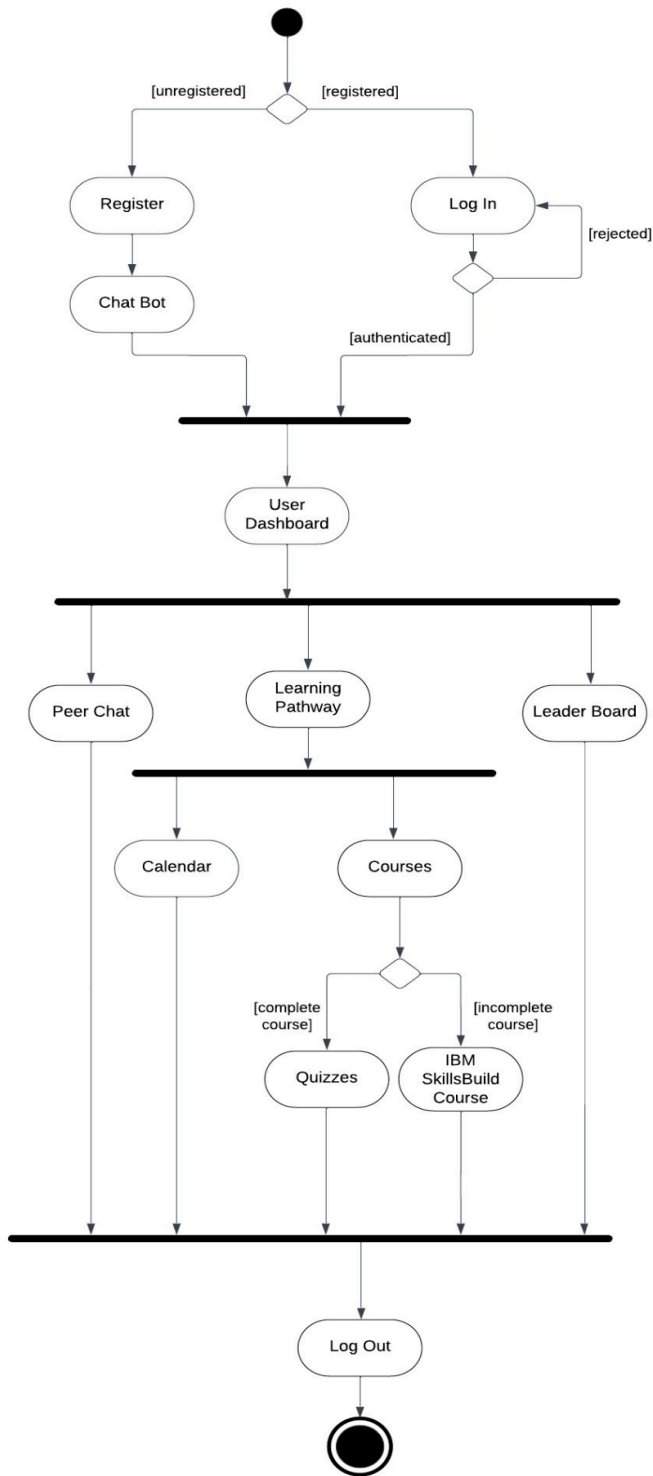 [unregistered]
[registered]
Register
Log In
[rejected]
Chat Bot
[authenticated]
User
Dashboard
Peer Chat
Learning
Pathway
Leader Board
Calendar
Courses
[complete
course]
[incomplete
course]
Quizzes
IBM
SkillsBuild
Course
Log Out